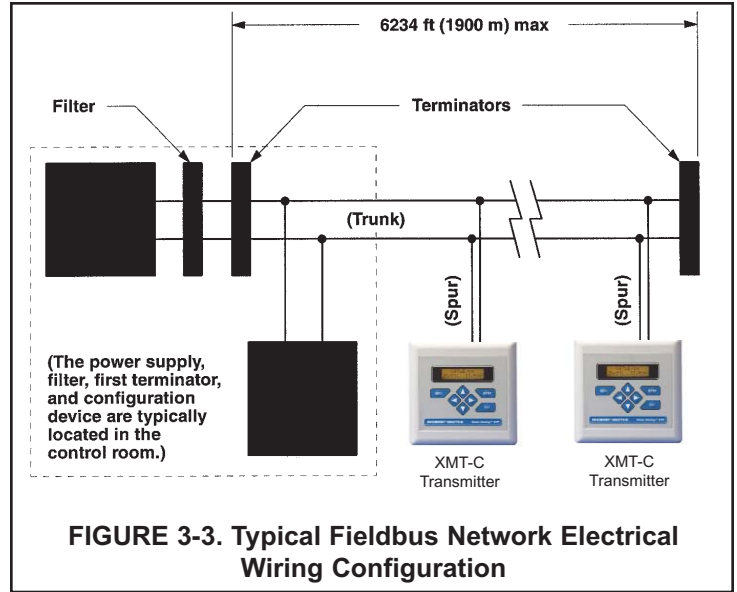 6234 ft (1900 m) max
Filter
Terminators
(Trunk)
(Spur)
(Spur)
(The power supply,
filter, first terminator,
and configuration
device are typically
located in the
control room.)
XMT-C
Transmitter
XMT-C
Transmitter
FIGURE 3-3. Typical Fieldbus Network Electrical
Wiring Configuration